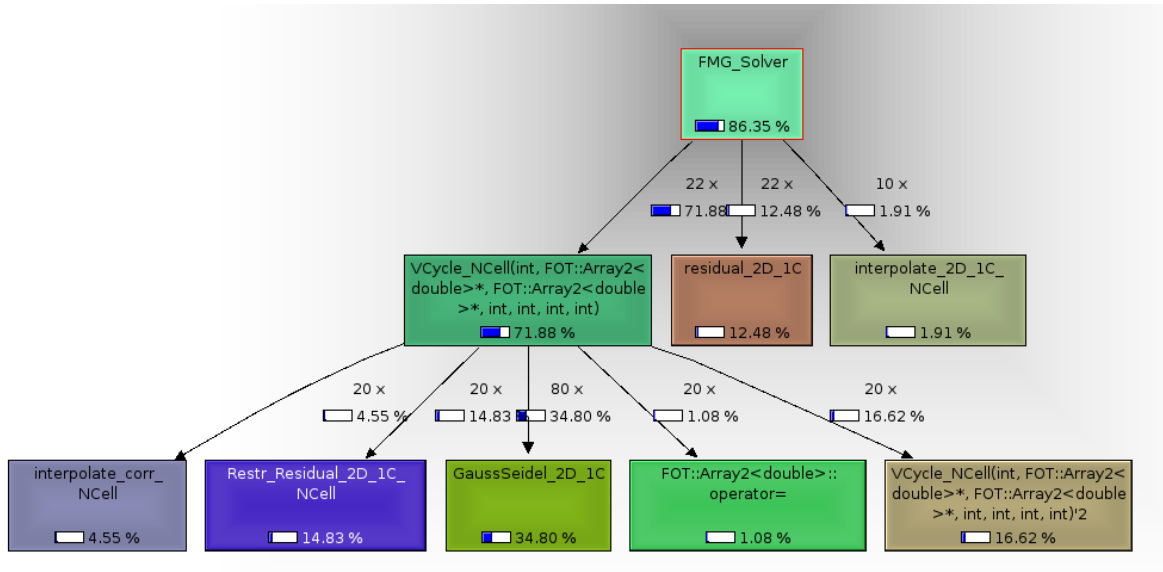 FMG_Solver
86.35 %
22 x
22 x
10 x
71.88
12.48 %
1.91 %
VCycle_NCell(int, FOT::Array2<
double>*, FOT::Array2<double
>*, int, int, int, int)
71.88 %
residual_2D_1C
12.48 %
interpolate_2D_1C_
NCell
1.91 %
20 x
20 x
80 x
20 x
20 x
4.55 %
14.83
34.80 %
1.08 %
16.62 %
interpolate_corr_
NCell
4.55 %
Restr_Residual_2D_1C_
NCell
14.83 %
GaussSeidel_2D_1C
34.80 %
FOT::Array2<double>::
operator=
1.08 %
VCycle_NCell(int, FOT::Array2<
double>*, FOT::Array2<double
>*, int, int, int, int)'2
16.62 %